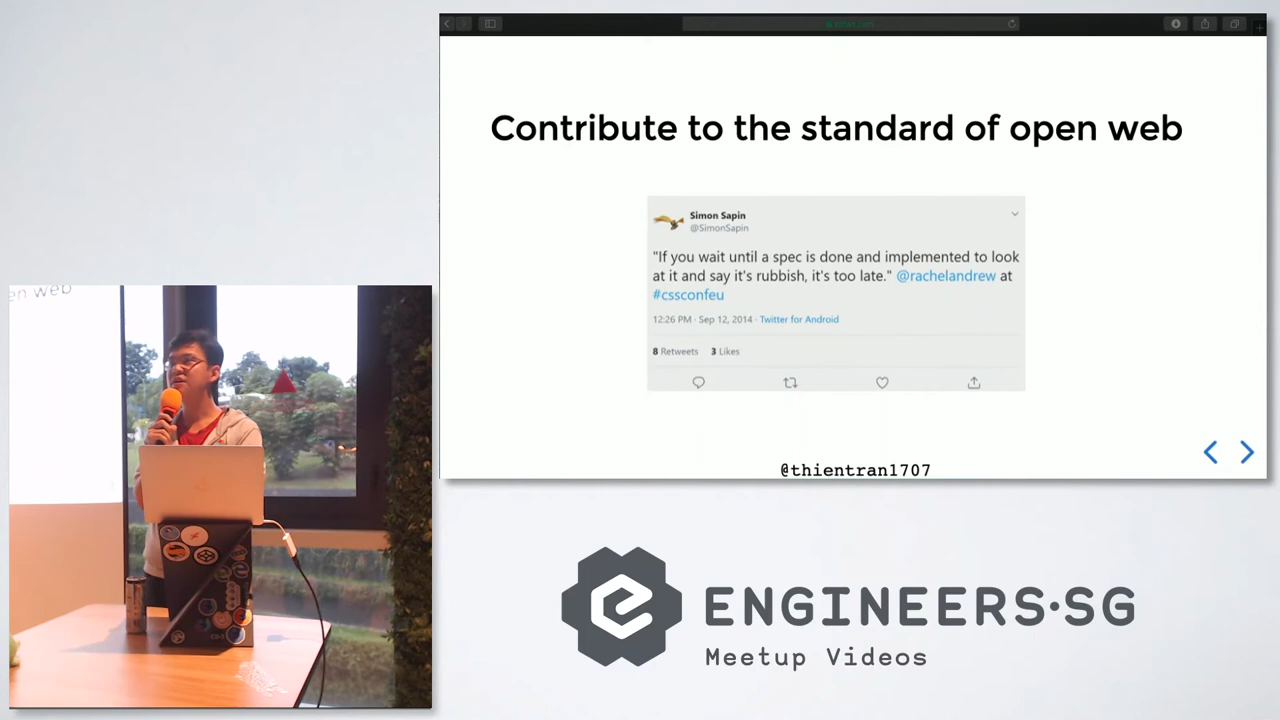 Contribute to the standard of open web
Simon Sapin
@SimonSapin
"If you wait until a spec is done and implemented to look
at it and say it's rubbish, it's too late." @rachelandrew at
#cssconfeu
12:26 PM · Sep 12, 2014 · Twitter for Android
8 Retweets 3 Likes
@thientran1707
en web
ENGINEERS·SG
Meetup Videos